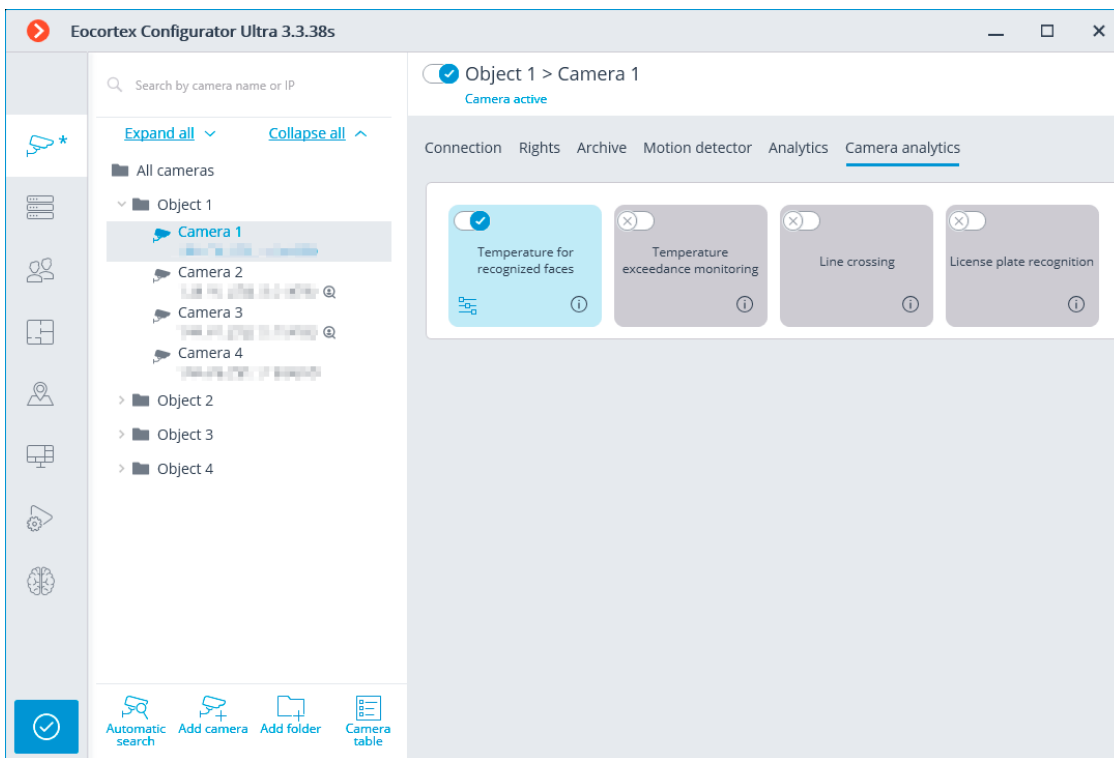 Eocortex Configurator Ultra 3.3.38s
Search by camera name or IP
Expand all
Collapse all
All cameras
Object 1
Camera 1
Camera 2
Camera 3
Camera 4
Object 2
Object 3
Object 4
Automatic search
Add camera
Add folder
Camera table
Object 1 > Camera 1
Camera active
Connection Rights Archive Motion detector Analytics Camera analytics
Temperature for
recognized faces
Temperature
exceedance monitoring
Line crossing
License plate recognition